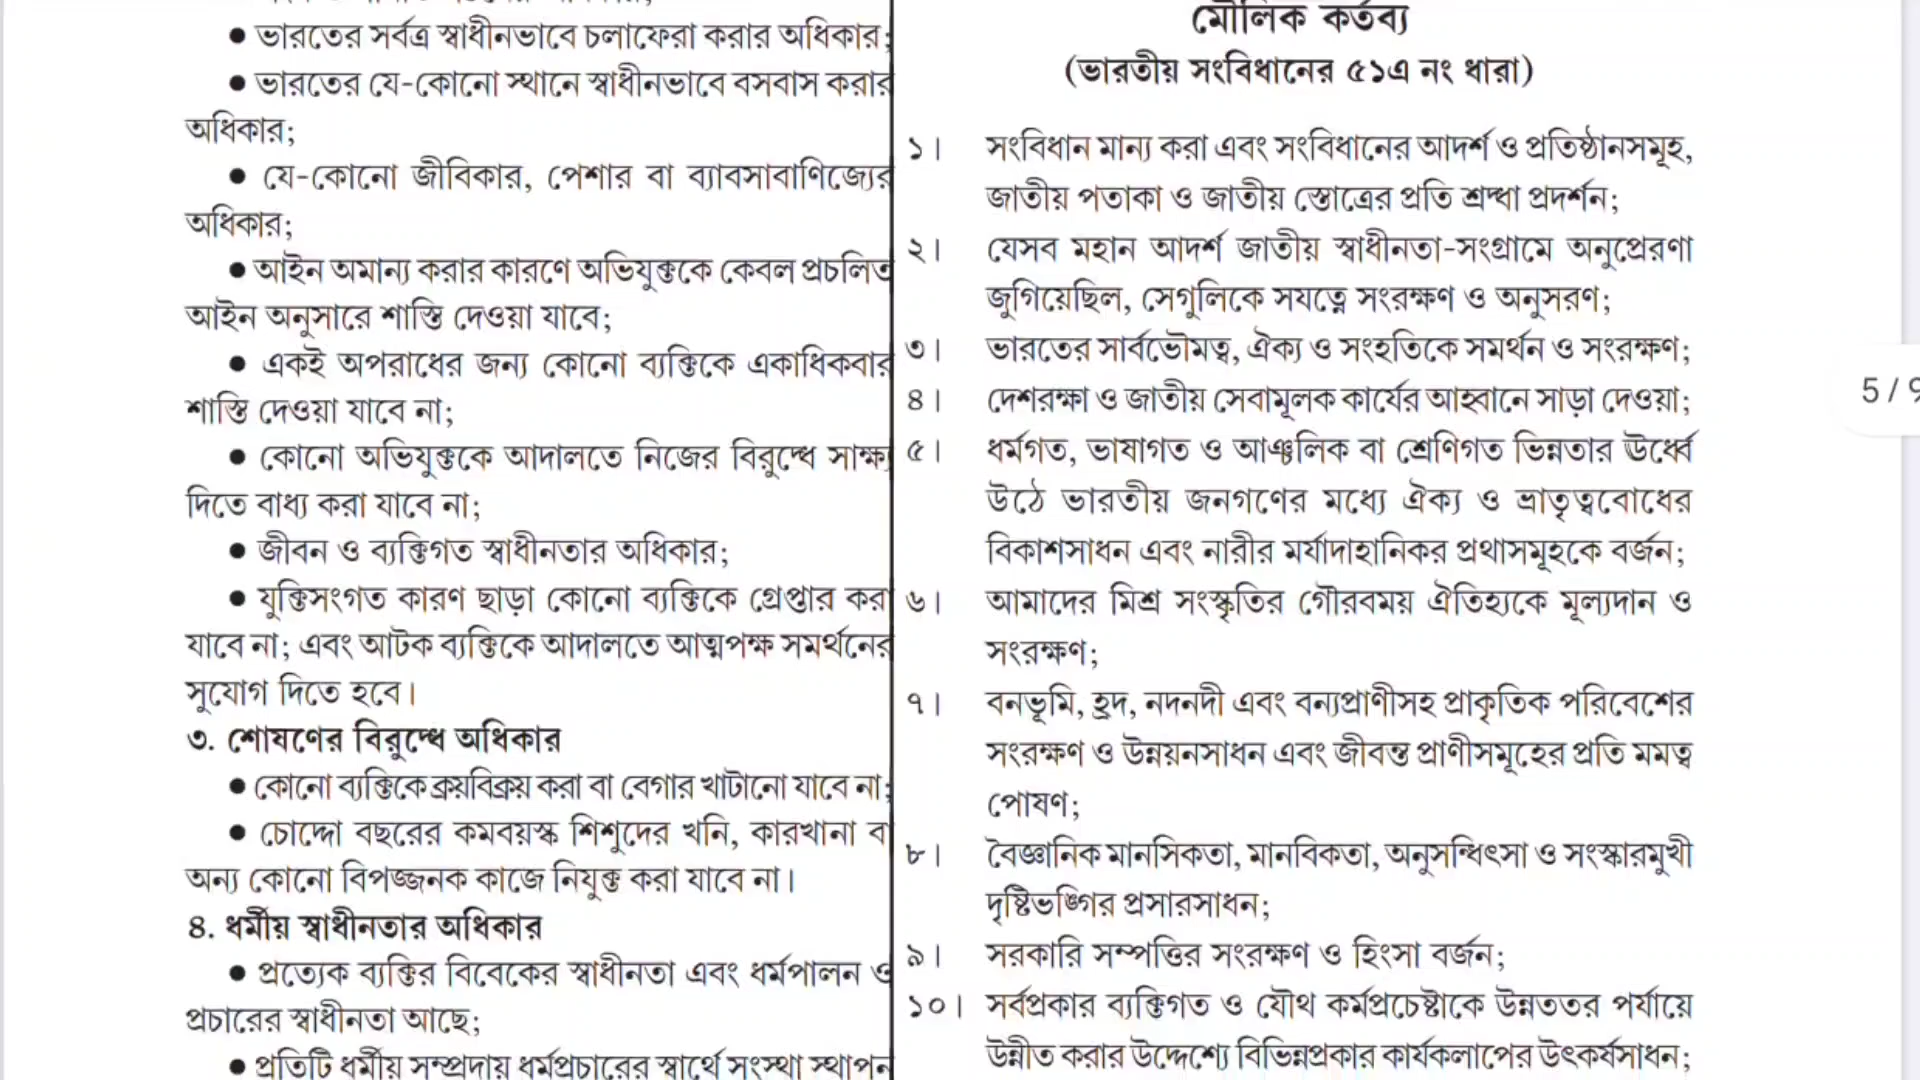 ● ভারতের সর্বত্র স্বাধীনভাবে চলাফেরা করার অধিকার;
● ভারতের যে-কোনো স্থানে স্বাধীনভাবে বসবাস করার
অধিকার;
● যে-কোনো জীবিকার, পেশার বা ব্যাবসাবাণিজ্যের
অধিকার;
● আইন অমান্য করার কারণে অভিযুক্তকে কেবল প্রচলিত
আইন অনুসারে শাস্তি দেওয়া যাবে;
● একই অপরাধের জন্য কোনো ব্যক্তিকে একাধিকবার
শাস্তি দেওয়া যাবে না;
● কোনো অভিযুক্তকে আদালতে নিজের বিরুদ্ধে সাক্ষ্য
দিতে বাধ্য করা যাবে না;
● জীবন ও ব্যক্তিগত স্বাধীনতার অধিকার;
● যুক্তিসংগত কারণ ছাড়া কোনো ব্যক্তিকে গ্রেপ্তার করা
যাবে না; এবং আটক ব্যক্তিকে আদালতে আত্মপক্ষ সমর্থনের
সুযোগ দিতে হবে।
৩. শোষণের বিরুদ্ধে অধিকার
● কোনো ব্যক্তিকে ক্রয়বিক্রয় করা বা বেগার খাটানো যাবে না;
● চোদ্দো বছরের কমবয়স্ক শিশুদের খনি, কারখানা বা
অন্য কোনো বিপজ্জনক কাজে নিযুক্ত করা যাবে না।
৪. ধর্মীয় স্বাধীনতার অধিকার
● প্রত্যেক ব্যক্তির বিবেকের স্বাধীনতা এবং ধর্মপালন ও
প্রচারের স্বাধীনতা আছে;
● প্রতিটি ধর্মীয় সম্প্রদায় ধর্মপ্রচারের স্বার্থে সংস্থা স্থাপন
মৌলিক কর্তব্য
(ভারতীয় সংবিধানের ৫১এ নং ধারা)
১। সংবিধান মান্য করা এবং সংবিধানের আদর্শ ও প্রতিষ্ঠানসমূহ,
জাতীয় পতাকা ও জাতীয় স্তোত্রের প্রতি শ্রদ্ধা প্রদর্শন;
২। যেসব মহান আদর্শ জাতীয় স্বাধীনতা-সংগ্রামে অনুপ্রেরণা
জুগিয়েছিল, সেগুলিকে সযত্নে সংরক্ষণ ও অনুসরণ;
৩। ভারতের সার্বভৌমত্ব, ঐক্য ও সংহতিকে সমর্থন ও সংরক্ষণ;
৪। দেশরক্ষা ও জাতীয় সেবামূলক কার্যের আহ্বানে সাড়া দেওয়া;
৫। ধর্মগত, ভাষাগত ও আঞ্চলিক বা শ্রেণিগত ভিন্নতার ঊর্ধ্বে
উঠে ভারতীয় জনগণের মধ্যে ঐক্য ও ভ্রাতৃত্ববোধের
বিকাশসাধন এবং নারীর মর্যাদাহানিকর প্রথাসমূহকে বর্জন;
৬। আমাদের মিশ্র সংস্কৃতির গৌরবময় ঐতিহ্যকে মূল্যদান ও
সংরক্ষণ;
৭। বনভূমি, হ্রদ, নদনদী এবং বন্যপ্রাণীসহ প্রাকৃতিক পরিবেশের
সংরক্ষণ ও উন্নয়নসাধন এবং জীবন্ত প্রাণীসমূহের প্রতি মমত্ব
পোষণ;
৮। বৈজ্ঞানিক মানসিকতা, মানবিকতা, অনুসন্ধিৎসা ও সংস্কারমুখী
দৃষ্টিভঙ্গির প্রসারসাধন;
৯। সরকারি সম্পত্তির সংরক্ষণ ও হিংসা বর্জন;
১০। সর্বপ্রকার ব্যক্তিগত ও যৌথ কর্মপ্রচেষ্টাকে উন্নততর পর্যায়ে
উন্নীত করার উদ্দেশ্যে বিভিন্নপ্রকার কার্যকলাপের উৎকর্ষসাধন;
5 / 9